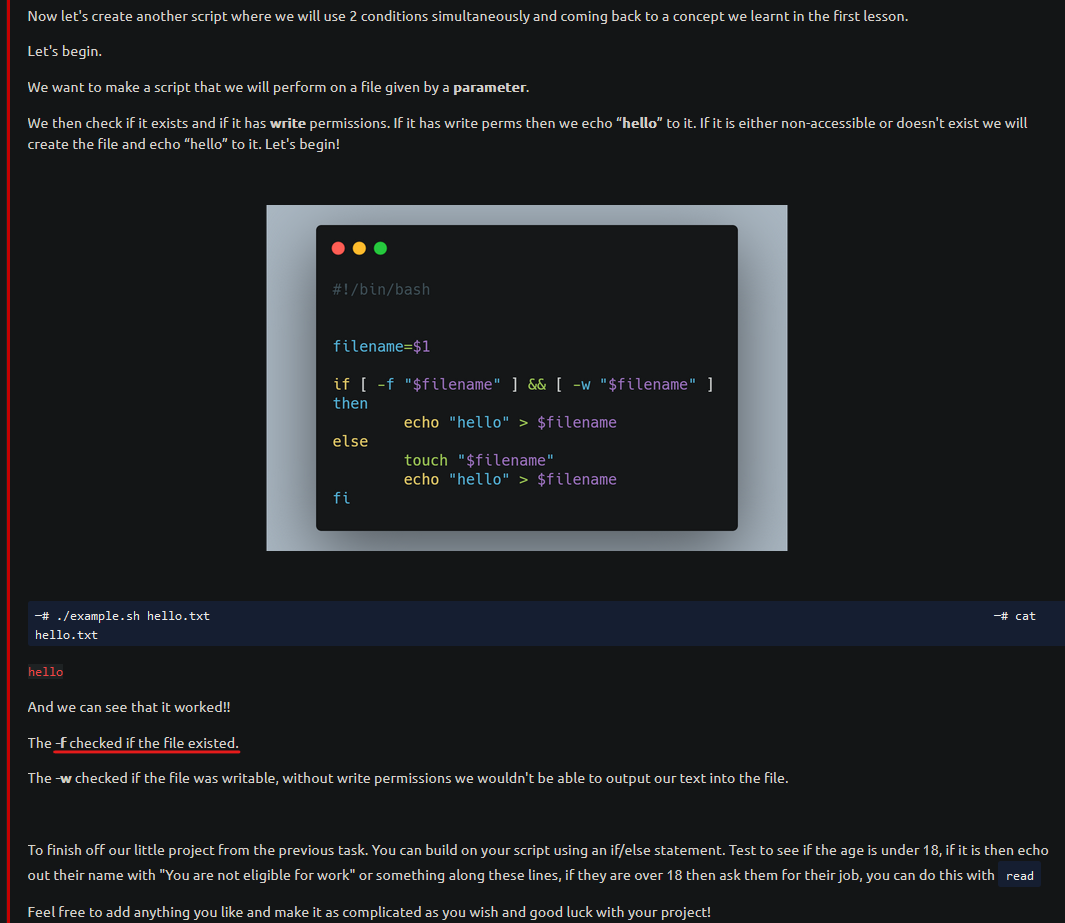 Now let's create another script where we will use 2 conditions simultaneously and coming back to a concept we learnt in the first lesson.
Let's begin.
We want to make a script that we will perform on a file given by a parameter.
We then check if it exists and if it has write permissions. If it has write perms then we echo “hello” to it. If it is either non-accessible or doesn't exist we will
create the file and echo “hello” to it. Let's begin!
#!/bin/bash
filename=$1
if [ -f "$filename" ] && [ -w "$filename" ]
then
echo "hello" > $filename
else
touch "$filename"
echo "hello" > $filename
fi
─# ./example.sh hello.txt ─# cat
hello.txt
hello
And we can see that it worked!!
The -f checked if the file existed.
The -w checked if the file was writable, without write permissions we wouldn't be able to output our text into the file.
To finish off our little project from the previous task. You can build on your script using an if/else statement. Test to see if the age is under 18, if it is then echo
out their name with "You are not eligible for work" or something along these lines, if they are over 18 then ask them for their job, you can do this with read
Feel free to add anything you like and make it as complicated as you wish and good luck with your project!